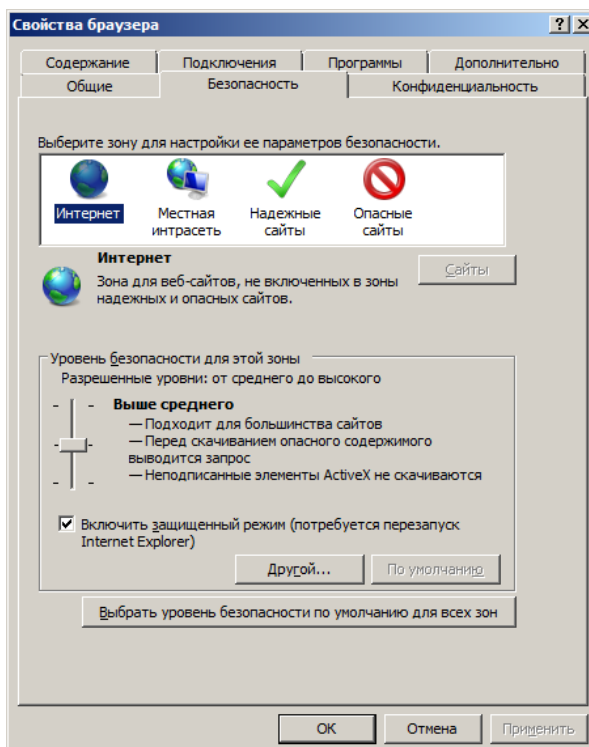 Свойства браузера
Содержание Подключения Программы Дополнительно
Общие Безопасность Конфиденциальность
Выберите зону для настройки ее параметров безопасности.
Интернет Местная интрасеть Надежные сайты Опасные сайты
Интернет
Зона для веб-сайтов, не включенных в зоны
надежных и опасных сайтов.
Сайты
Уровень безопасности для этой зоны
Разрешенные уровни: от среднего до высокого
Выше среднего
— Подходит для большинства сайтов
— Перед скачиванием опасного содержимого
выводится запрос
— Неподписанные элементы ActiveX не скачиваются
Включить защищенный режим (потребуется перезапуск
Internet Explorer)
Другой... По умолчанию
Выбрать уровень безопасности по умолчанию для всех зон
ОК Отмена Применить